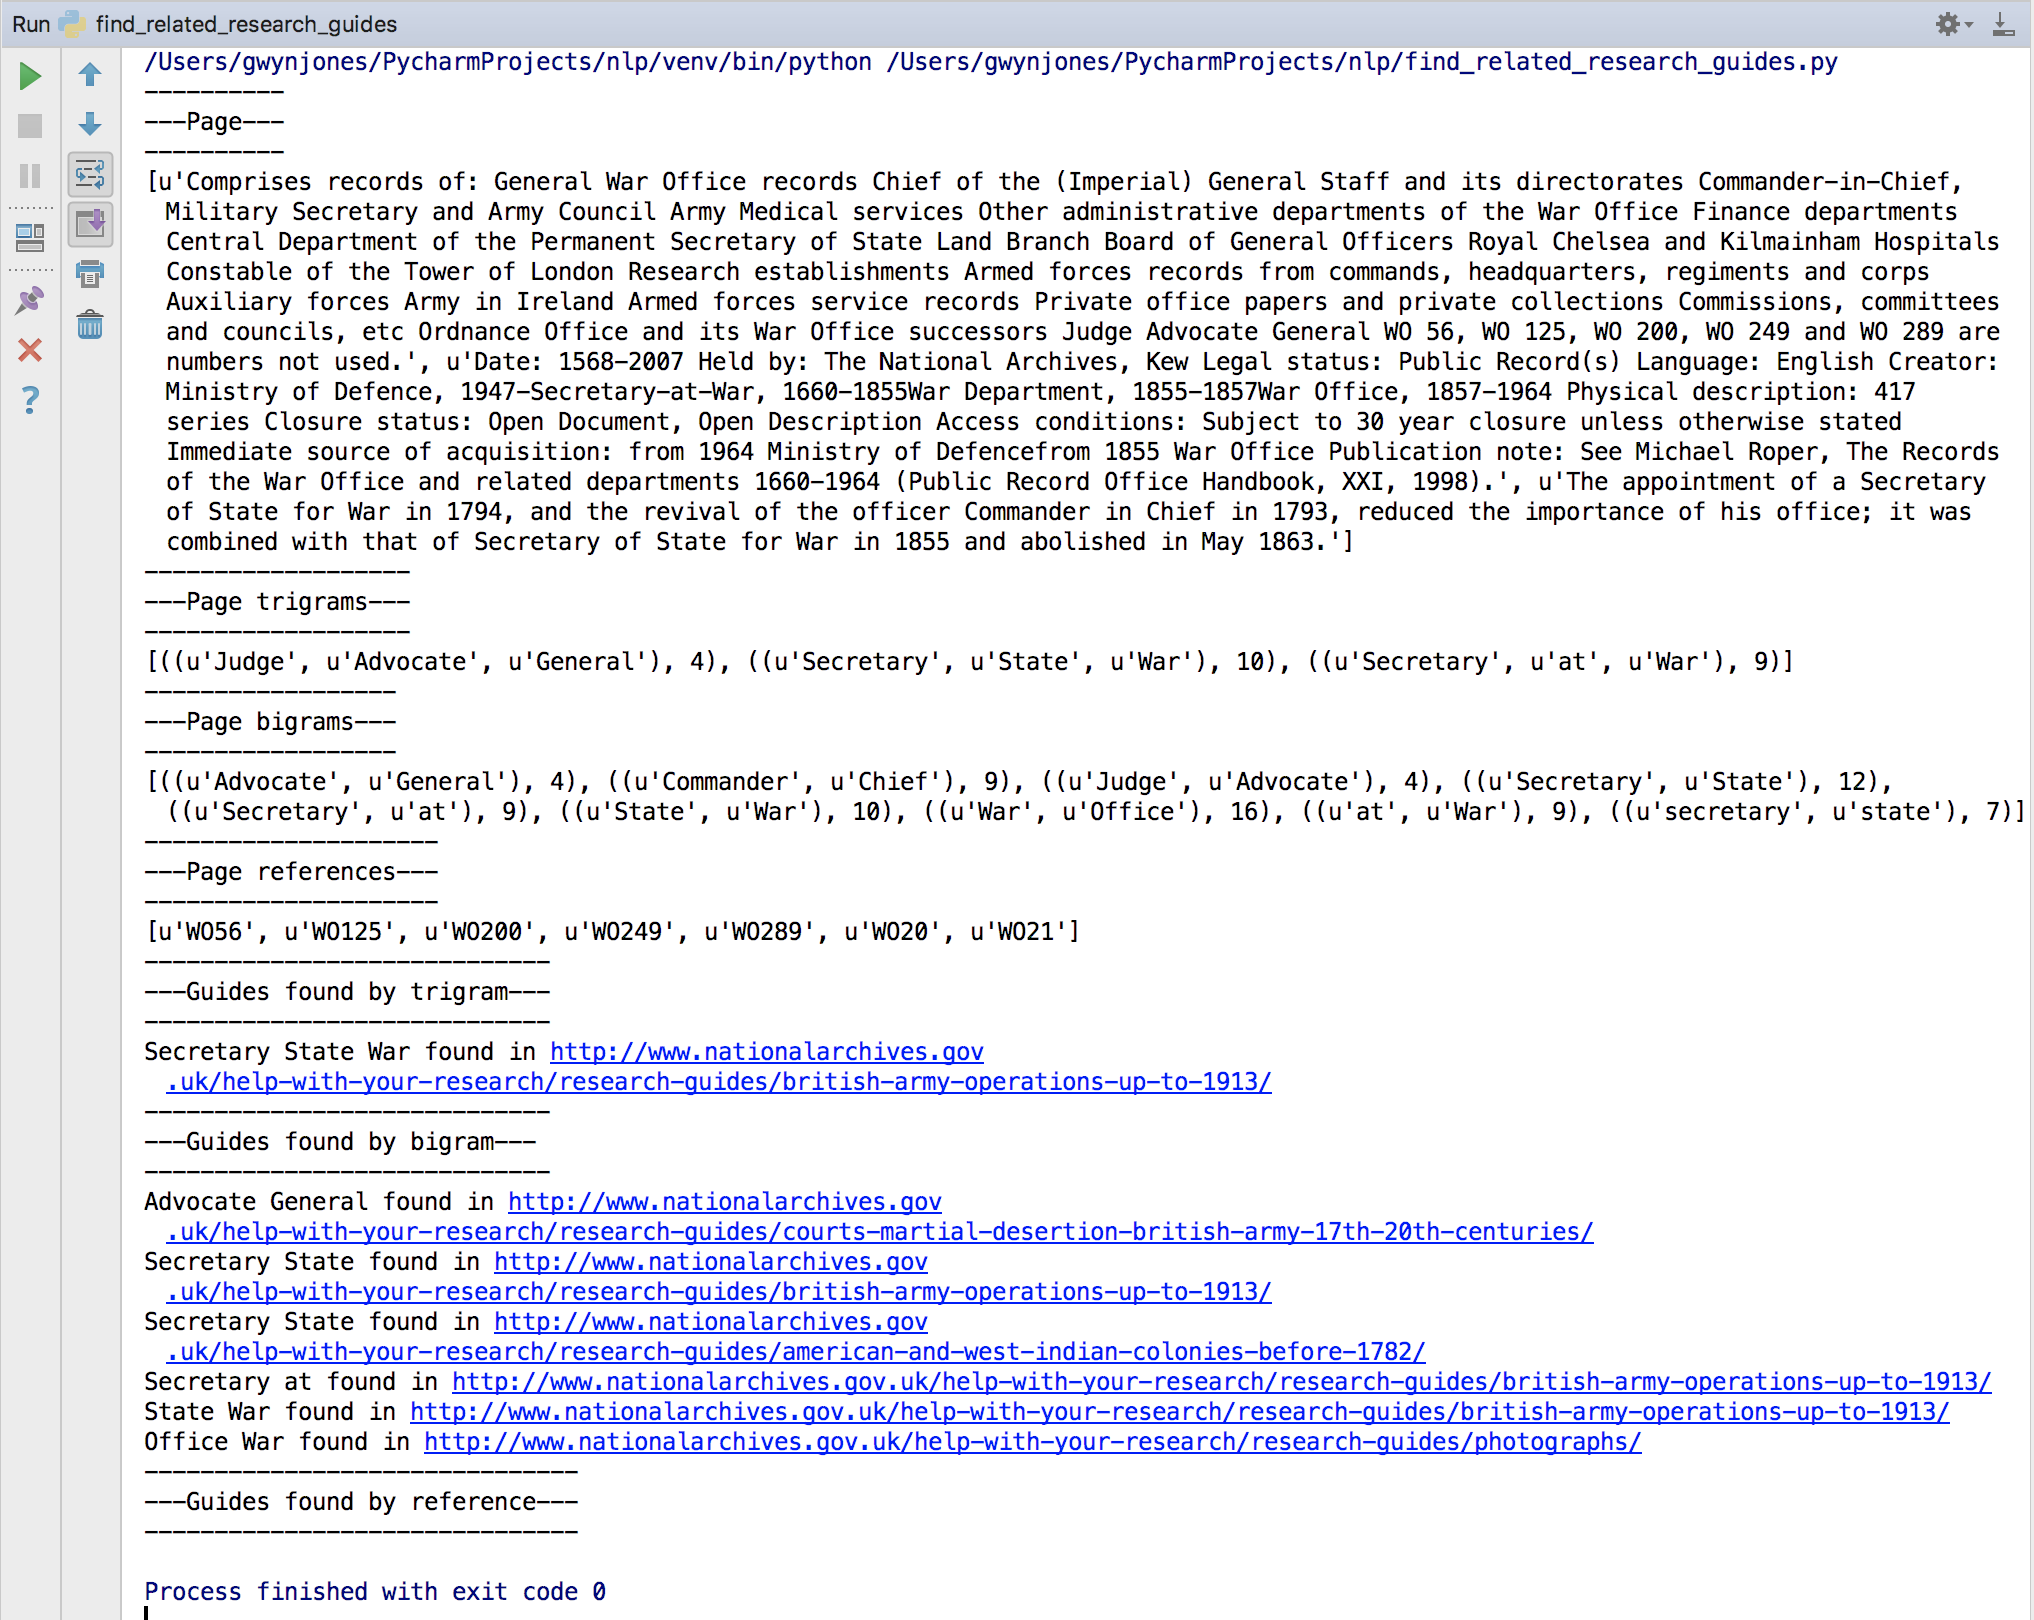 Run find_related_research_guides
/Users/gwynjones/PycharmProjects/nlp/venv/bin/python /Users/gwynjones/PycharmProjects/nlp/find_related_research_guides.py
----------
---Page---
----------
[u'Comprises records of: General War Office records Chief of the (Imperial) General Staff and its directorates Commander-in-Chief,
Military Secretary and Army Council Army Medical services Other administrative departments of the War Office Finance departments
Central Department of the Permanent Secretary of State Land Branch Board of General Officers Royal Chelsea and Kilmainham Hospitals
Constable of the Tower of London Research establishments Armed forces records from commands, headquarters, regiments and corps
Auxiliary forces Army in Ireland Armed forces service records Private office papers and private collections Commissions, committees
and councils, etc Ordnance Office and its War Office successors Judge Advocate General WO 56, WO 125, WO 200, WO 249 and WO 289 are
numbers not used.', u'Date: 1568-2007 Held by: The National Archives, Kew Legal status: Public Record(s) Language: English Creator:
Ministry of Defence, 1947-Secretary-at-War, 1660-1855War Department, 1855-1857War Office, 1857-1964 Physical description: 417
series Closure status: Open Document, Open Description Access conditions: Subject to 30 year closure unless otherwise stated
Immediate source of acquisition: from 1964 Ministry of Defencefrom 1855 War Office Publication note: See Michael Roper, The Records
of the War Office and related departments 1660-1964 (Public Record Office Handbook, XXI, 1998).', u'The appointment of a Secretary
of State for War in 1794, and the revival of the officer Commander in Chief in 1793, reduced the importance of his office; it was
combined with that of Secretary of State for War in 1855 and abolished in May 1863.']
-------------------
---Page trigrams---
-------------------
[((u'Judge', u'Advocate', u'General'), 4), ((u'Secretary', u'State', u'War'), 10), ((u'Secretary', u'at', u'War'), 9)]
------------------
---Page bigrams---
------------------
[((u'Advocate', u'General'), 4), ((u'Commander', u'Chief'), 9), ((u'Judge', u'Advocate'), 4), ((u'Secretary', u'State'), 12),
((u'Secretary', u'at'), 9), ((u'State', u'War'), 10), ((u'War', u'Office'), 16), ((u'at', u'War'), 9), ((u'secretary', u'state'), 7)]
---------------------
---Page references---
---------------------
[u'WO56', u'WO125', u'WO200', u'WO249', u'WO289', u'WO20', u'WO21']
-----------------------------
---Guides found by trigram---
-----------------------------
Secretary State War found in http://www.nationalarchives.gov
.uk/help-with-your-research/research-guides/british-army-operations-up-to-1913/
-----------------------------
---Guides found by bigram---
-----------------------------
Advocate General found in http://www.nationalarchives.gov
.uk/help-with-your-research/research-guides/courts-martial-desertion-british-army-17th-20th-centuries/
Secretary State found in http://www.nationalarchives.gov
.uk/help-with-your-research/research-guides/british-army-operations-up-to-1913/
Secretary State found in http://www.nationalarchives.gov
.uk/help-with-your-research/research-guides/american-and-west-indian-colonies-before-1782/
Secretary at found in http://www.nationalarchives.gov.uk/help-with-your-research/research-guides/british-army-operations-up-to-1913/
State War found in http://www.nationalarchives.gov.uk/help-with-your-research/research-guides/british-army-operations-up-to-1913/
Office War found in http://www.nationalarchives.gov.uk/help-with-your-research/research-guides/photographs/
-------------------------------
---Guides found by reference---
-------------------------------
Process finished with exit code 0